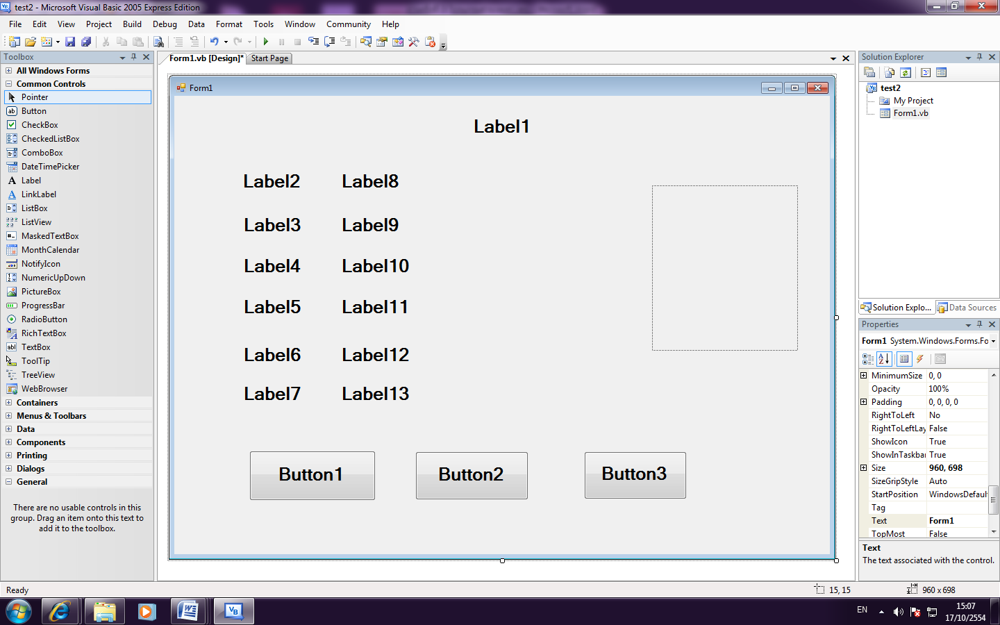 test2 - Microsoft Visual Basic 2005 Express Edition
File Edit View Project Build Debug Data Format Tools Window Community Help
Toolbox
All Windows Forms
Common Controls
Pointer
Button
CheckBox
CheckedListBox
ComboBox
DateTimePicker
Label
LinkLabel
ListBox
ListView
MaskedTextBox
MonthCalendar
NotifyIcon
NumericUpDown
PictureBox
ProgressBar
RadioButton
RichTextBox
TextBox
ToolTip
TreeView
WebBrowser
Containers
Menus & Toolbars
Data
Components
Printing
Dialogs
General
There are no usable controls in this
group. Drag an item onto this text to
add it to the toolbox.
Form1.vb [Design]* Start Page
Form1
Label1
Label2 Label8
Label3 Label9
Label4 Label10
Label5 Label11
Label6 Label12
Label7 Label13
Button1 Button2 Button3
Solution Explorer
test2
My Project
Form1.vb
Solution Explo... Data Sources
Properties
Form1 System.Windows.Forms.Fo
MinimumSize 0, 0
Opacity 100%
Padding 0, 0, 0, 0
RightToLeft No
RightToLeftLay False
ShowIcon True
ShowInTaskbar True
Size 960, 698
SizeGripStyle Auto
StartPosition WindowsDefault
Tag
Text Form1
TopMost False
Text
The text associated with the control.
Ready 15, 15 960 x 698
EN 15:07
17/10/2554